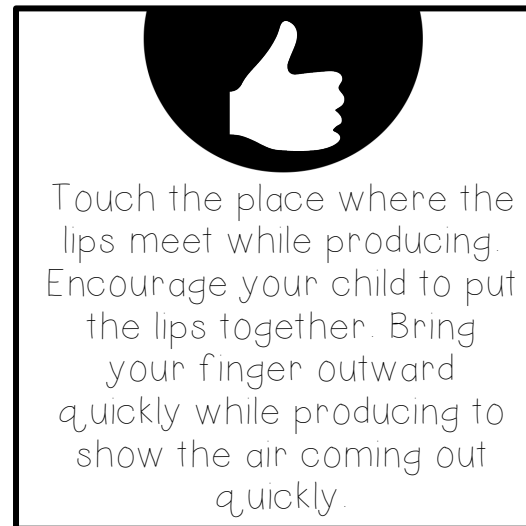 Touch the place where the
lips meet while producing.
Encourage your child to put
the lips together. Bring
your finger outward
quickly while producing to
show the air coming out
quickly.